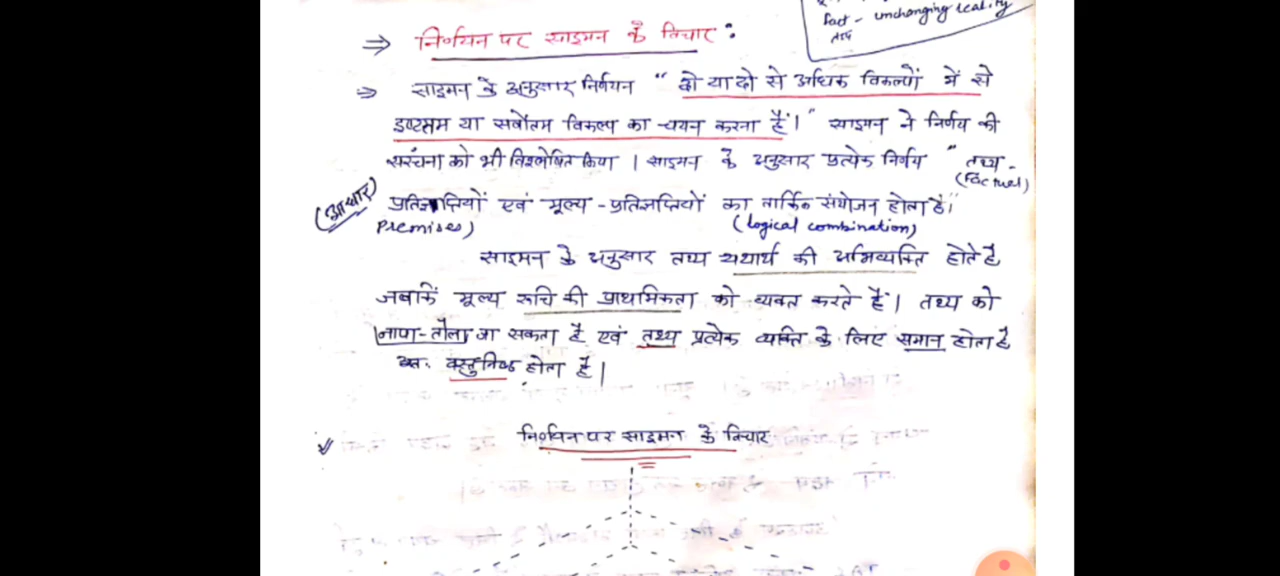 fact - unchanging reality
तथ्य
⇒ निर्णयन पर साइमन के विचार :
⇒ साइमन के अनुसार निर्णयन " दो या दो से अधिक विकल्पों में से
इष्टतम या सर्वोतम विकल्प का चयन करना है।" साइमन ने निर्णय की
सरंचना को भी विश्लेषित किया । साइमन के अनुसार प्रत्येक निर्णय " तथ्य -
(Factual)
(आधार) प्रतिज्ञप्तियों एवं मूल्य - प्रतिज्ञप्तियों का तार्किक संयोजन होता है"
Premises) (logical combination)
साइमन के अनुसार तथ्य यथार्थ की अभिव्यक्ति होते है
जबकि मूल्य रूचि की प्राथमिकता को व्यक्त करते हैं। तथ्य को
नापा-तौला जा सकता है एवं तथ्य प्रत्येक व्यक्ति के लिए समान होता है
अतः वस्तुनिष्ठ होता है।
निर्णयन पर साइमन के विचार